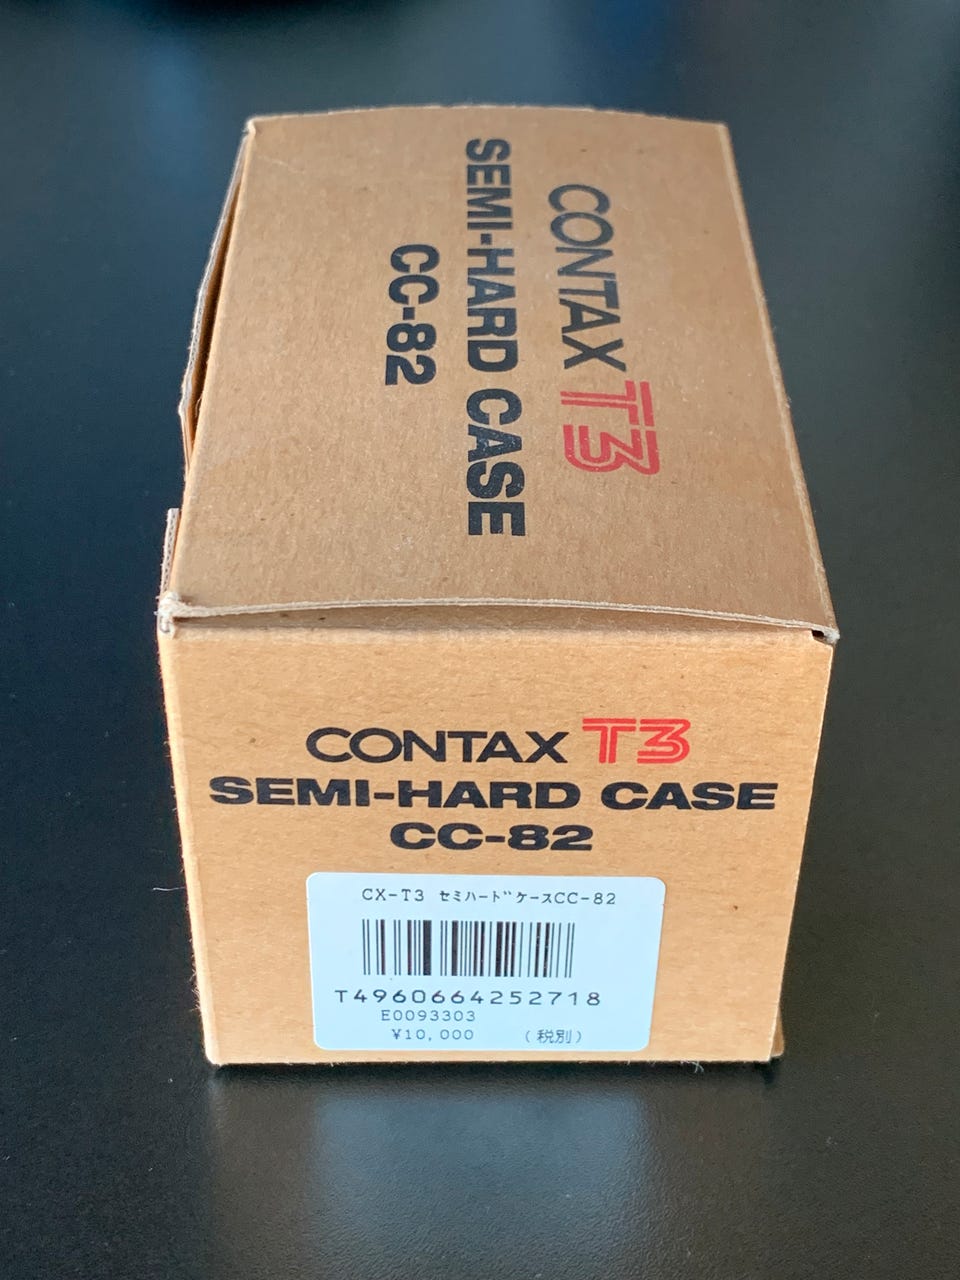 CONTAX T3
SEMI-HARD CASE
CC-82
CONTAX T3
SEMI-HARD CASE
CC-82
CX-T3 セミハードケースCC-82
T4960664252718
E0093303
¥10,000 (税別)